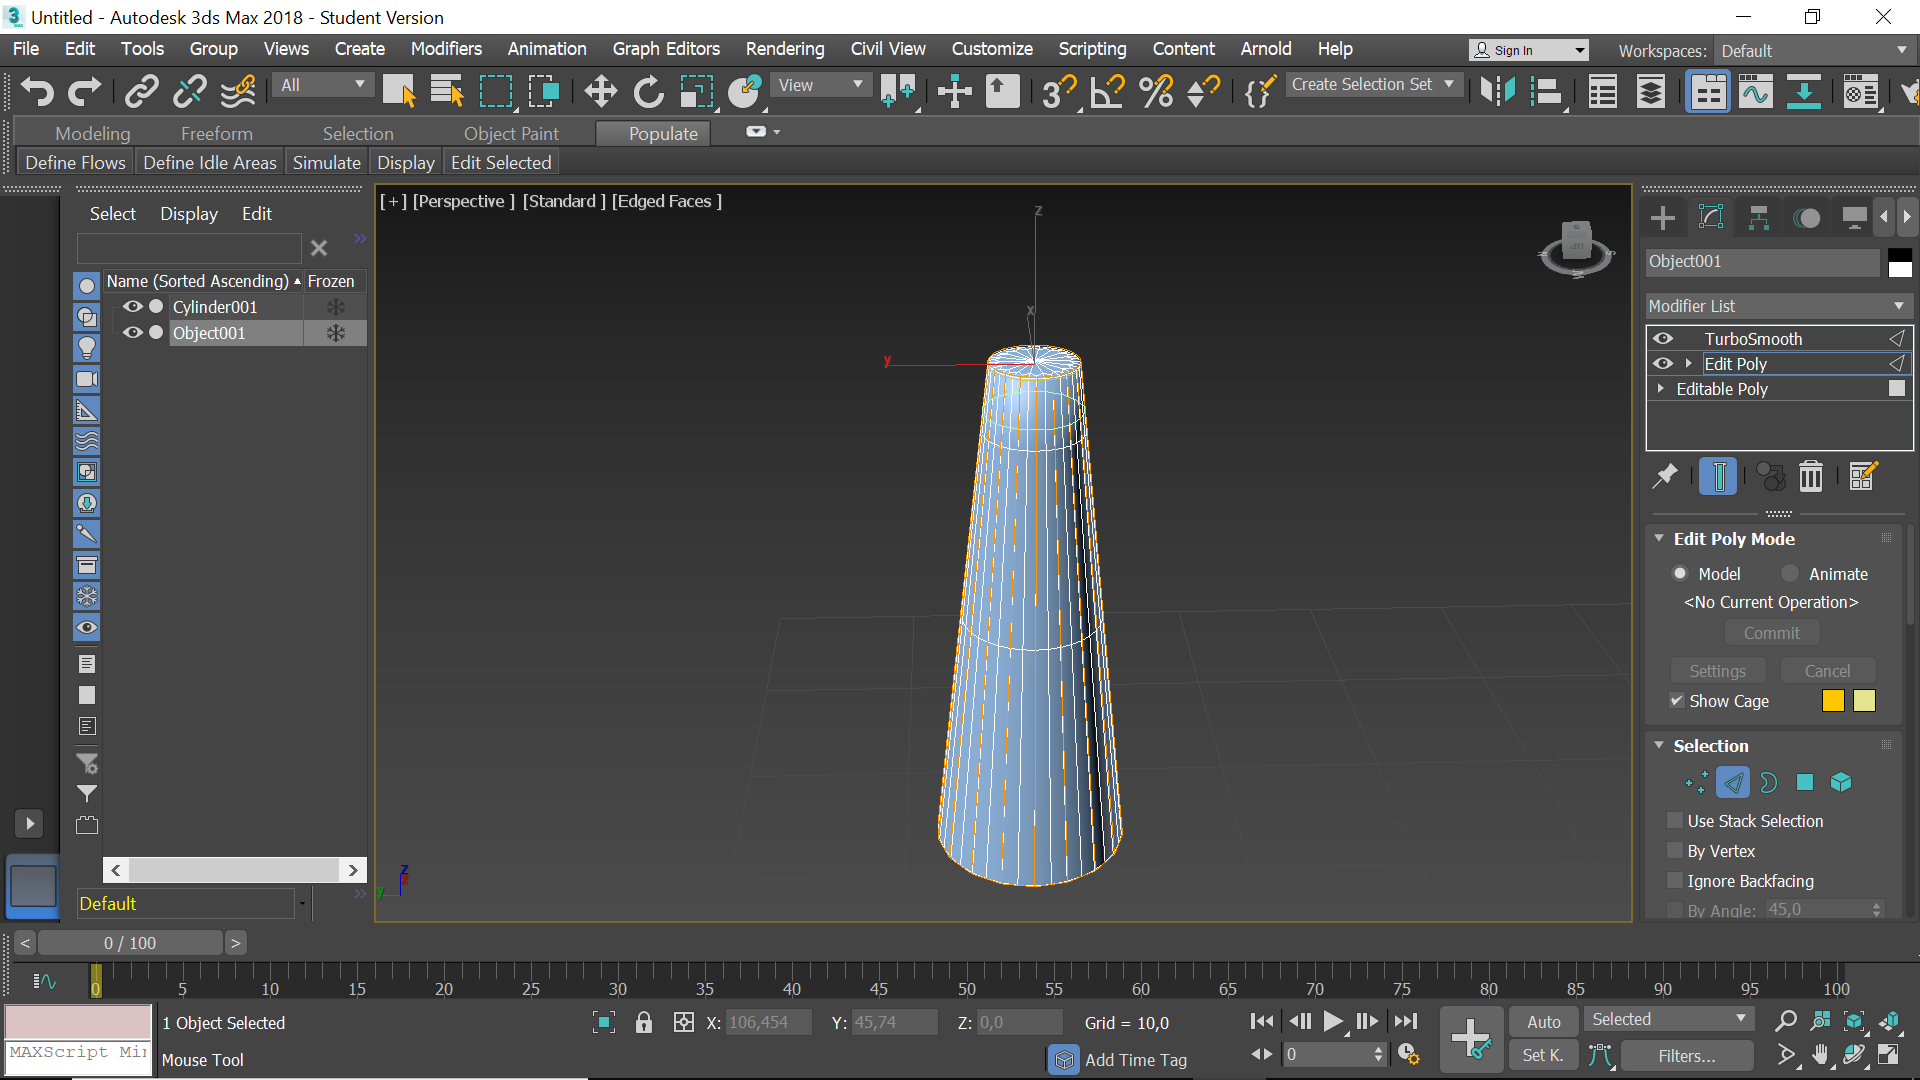 Untitled - Autodesk 3ds Max 2018 - Student Version
File Edit Tools Group Views Create Modifiers Animation Graph Editors Rendering Civil View Customize Scripting Content Arnold Help
Sign In
Workspaces: Default
All
View
Create Selection Set
Modeling Freeform Selection Object Paint Populate
Define Flows Define Idle Areas Simulate Display Edit Selected
Select Display Edit
Name (Sorted Ascending) Frozen
Cylinder001
Object001
Default
[ + ] [Perspective ] [Standard ] [Edged Faces ]
z
x
y
LEFT
z
x
y
Object001
Modifier List
TurboSmooth
Edit Poly
Editable Poly
Edit Poly Mode
Model Animate
<No Current Operation>
Commit
Settings Cancel
Show Cage
Selection
Use Stack Selection
By Vertex
Ignore Backfacing
By Angle: 45,0
< 0 / 100 >
0 5 10 15 20 25 30 35 40 45 50 55 60 65 70 75 80 85 90 95 100
1 Object Selected
X: 106,454 Y: 45,74 Z: 0,0 Grid = 10,0
Auto Selected
MAXScript Mi
Mouse Tool
Add Time Tag
0
Set K. Filters...